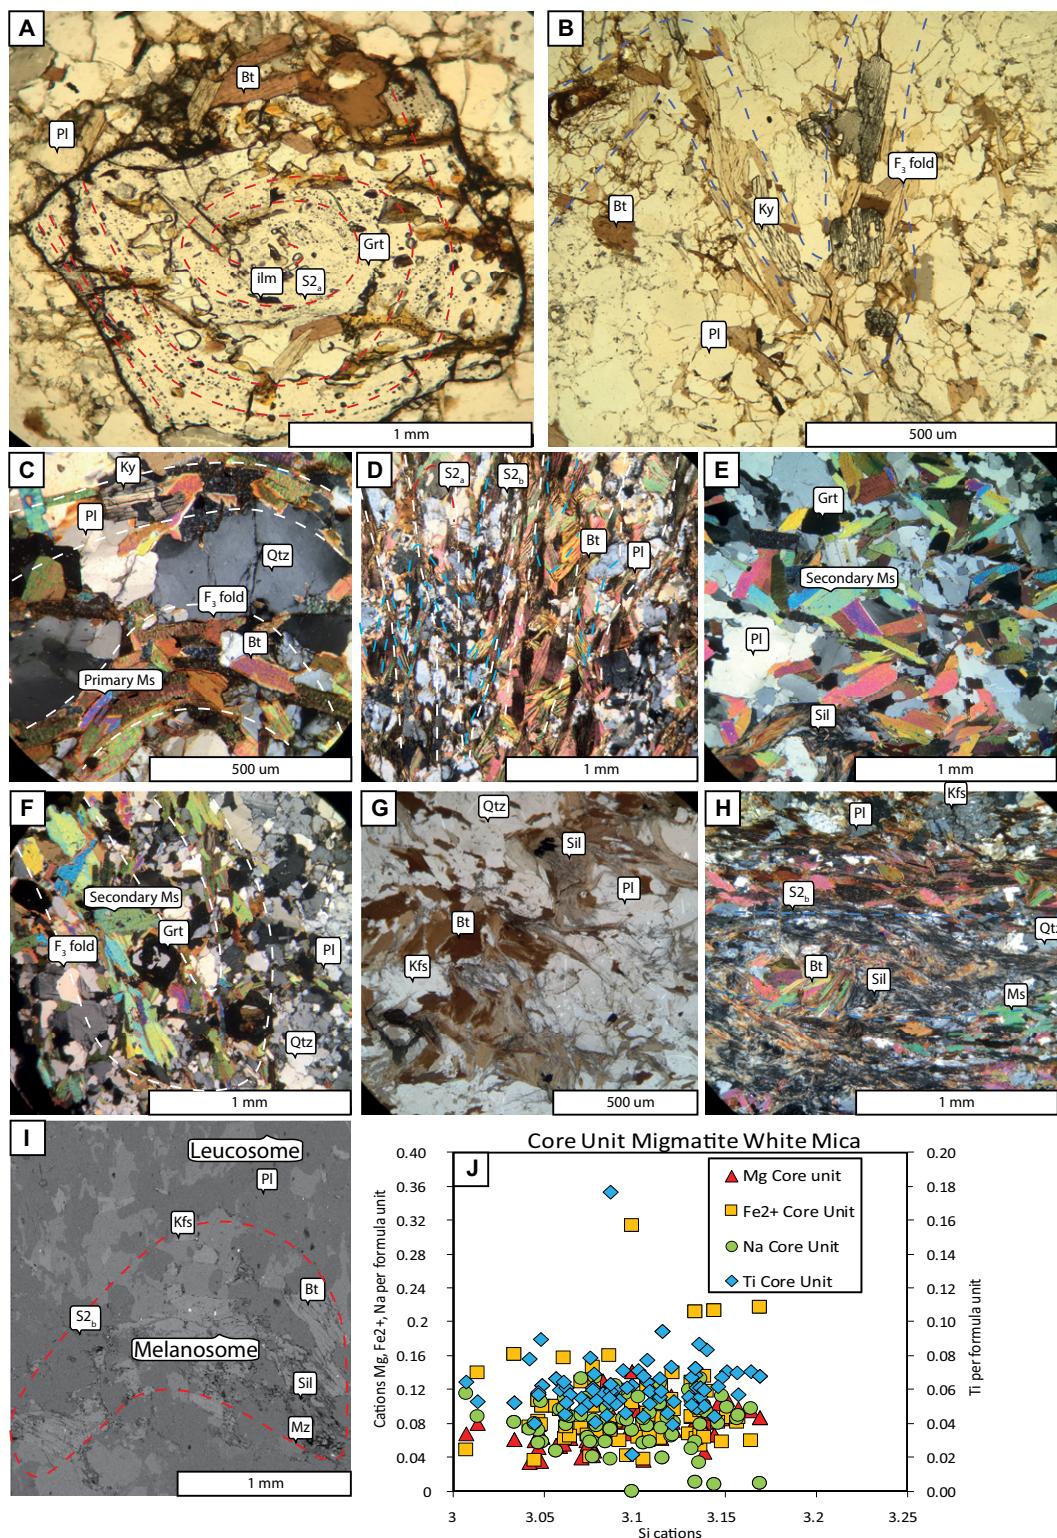 A
Bt
Pl
Grt
ilm
S2a
1 mm
B
F3 fold
Bt
Ky
Pl
500 um
C
Ky
Pl
Qtz
F3 fold
Bt
Primary Ms
500 um
D
S2a
S2b
Bt
Pl
1 mm
E
Grt
Secondary Ms
Pl
Sil
1 mm
F
Secondary Ms
Grt
F3 fold
Pl
Qtz
1 mm
G
Qtz
Sil
Pl
Bt
Kfs
500 um
H
Kfs
Pl
S2b
Qtz
Bt
Sil
Ms
1 mm
I
Leucosome
Pl
Kfs
Bt
S2b
Melanosome
Sil
Mz
1 mm
J
Core Unit Migmatite White Mica
Mg Core unit
Fe2+ Core Unit
Na Core Unit
Ti Core Unit
Cations Mg, Fe2+, Na per formula unit
0.40
0.36
0.32
0.28
0.24
0.2
0.16
0.12
0.08
0.04
0
Ti per formula unit
0.20
0.18
0.16
0.14
0.12
0.10
0.08
0.06
0.04
0.02
0.00
3
3.05
3.1
3.15
3.2
3.25
Si cations